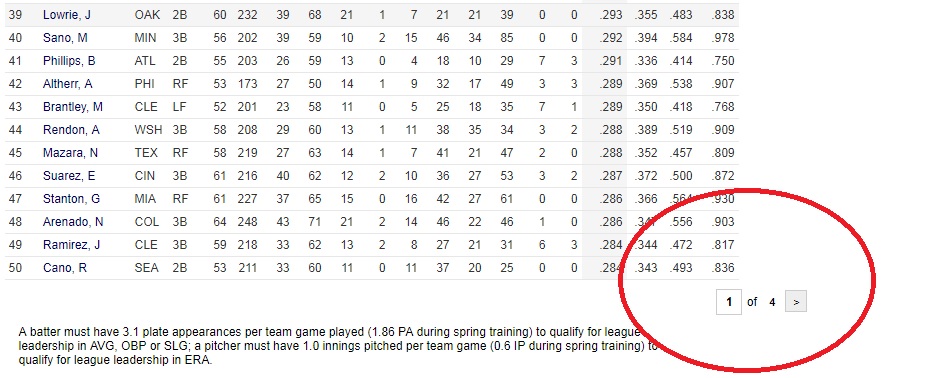 39 Lowrie, J OAK 2B 60 232 39 68 21 1 7 21 21 39 0 0 .293 .355 .483 .838
40 Sano, M MIN 3B 56 202 39 59 10 2 15 46 34 85 0 0 .292 .394 .584 .978
41 Phillips, B ATL 2B 55 203 26 59 13 0 4 18 10 29 7 3 .291 .336 .414 .750
42 Altherr, A PHI RF 53 173 27 50 14 1 9 32 17 49 3 3 .289 .369 .538 .907
43 Brantley, M CLE LF 52 201 23 58 11 0 5 25 18 35 7 1 .289 .350 .418 .768
44 Rendon, A WSH 3B 58 208 29 60 13 1 11 38 35 34 3 2 .288 .389 .519 .909
45 Mazara, N TEX RF 58 219 27 63 14 1 7 41 21 47 2 0 .288 .352 .457 .809
46 Suarez, E CIN 3B 61 216 40 62 12 2 10 36 27 53 3 2 .287 .372 .500 .872
47 Stanton, G MIA RF 61 227 37 65 15 0 16 42 27 61 0 0 .286 .366 .564 .930
48 Arenado, N COL 3B 64 248 43 71 21 2 14 46 22 46 1 0 .286 .556 .903
49 Ramirez, J CLE 3B 59 218 33 62 13 2 8 27 21 31 6 3 .284 .344 .472 .817
50 Cano, R SEA 2B 53 211 33 60 11 0 11 37 20 25 0 0 .284 .343 .493 .836
1 of 4 >
A batter must have 3.1 plate appearances per team game played (1.86 PA during spring training) to qualify for league
leadership in AVG, OBP or SLG; a pitcher must have 1.0 innings pitched per team game (0.6 IP during spring training) to
qualify for league leadership in ERA.